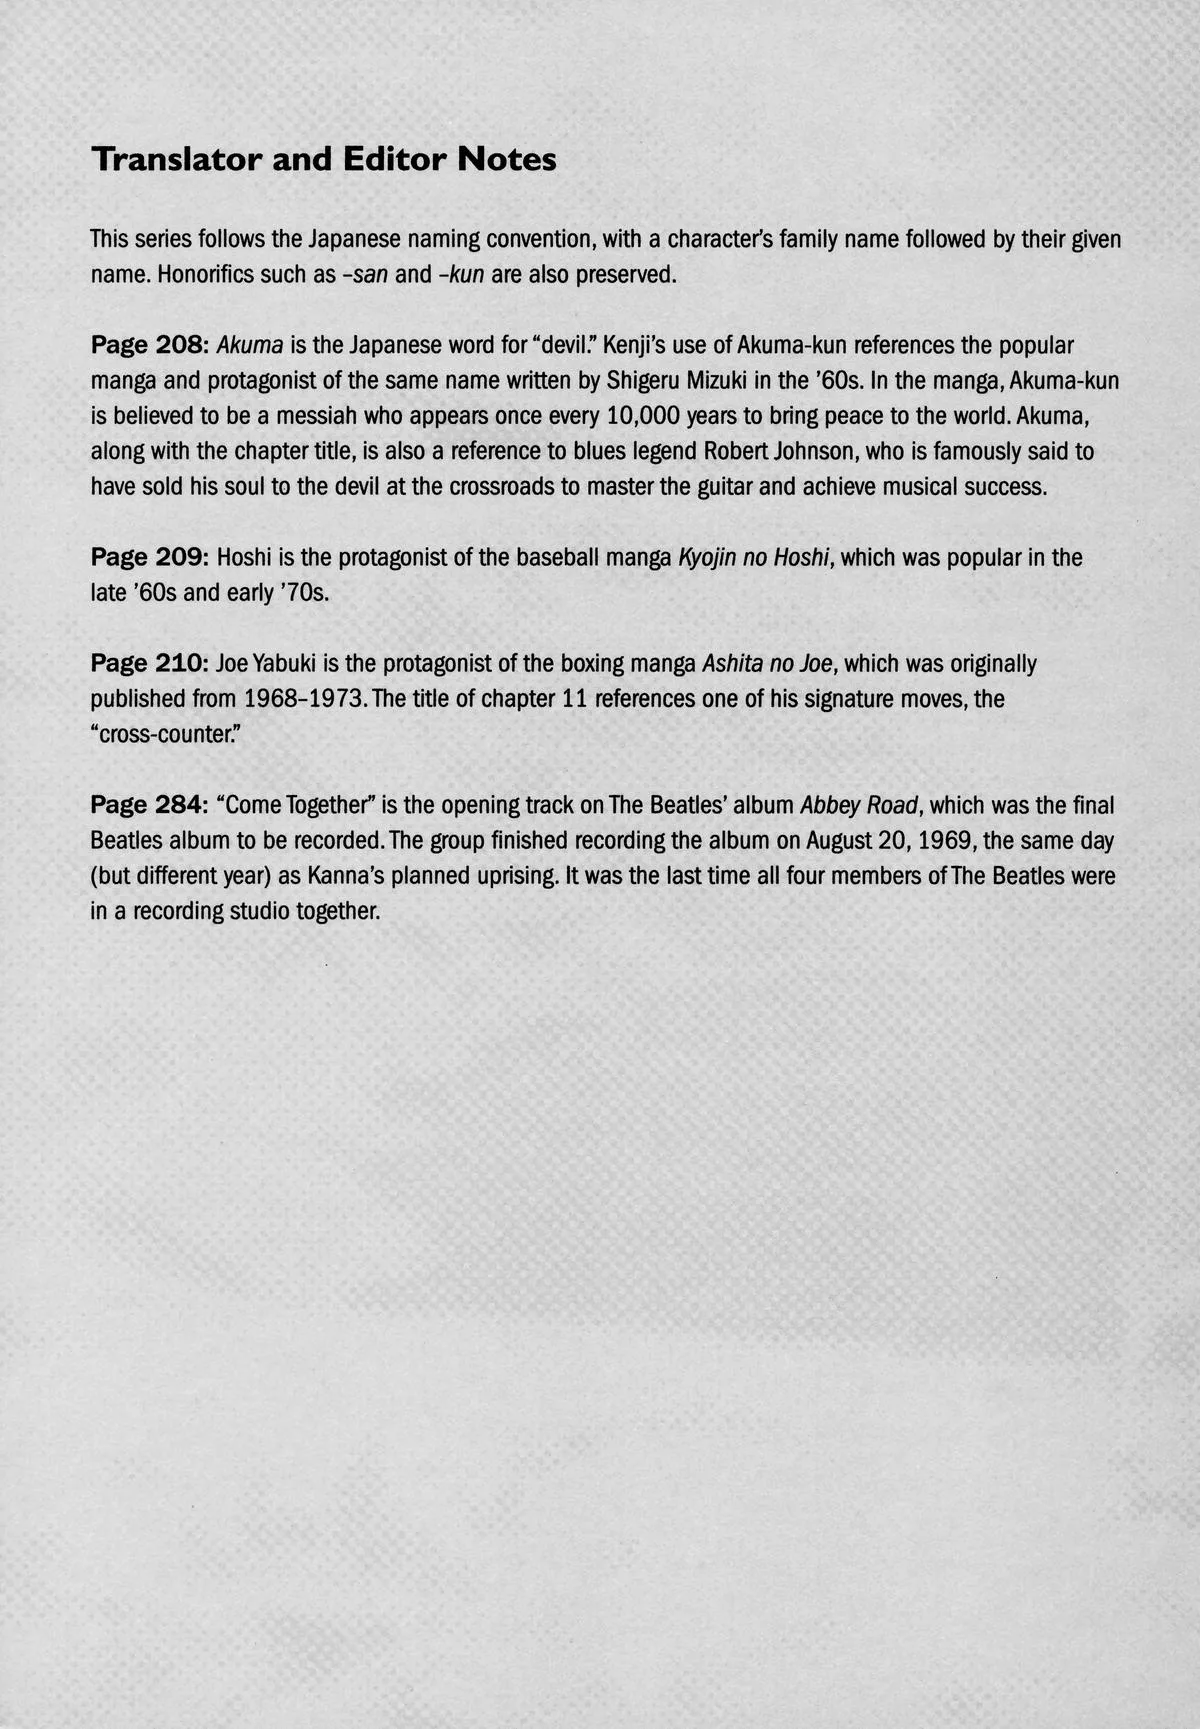 Translator and Editor Notes
This series follows the Japanese naming convention, with a character's family name followed by their given
name. Honorifics such as –san and –kun are also preserved.
Page 208: Akuma is the Japanese word for “devil.” Kenji's use of Akuma-kun references the popular
manga and protagonist of the same name written by Shigeru Mizuki in the ’60s. In the manga, Akuma-kun
is believed to be a messiah who appears once every 10,000 years to bring peace to the world. Akuma,
along with the chapter title, is also a reference to blues legend Robert Johnson, who is famously said to
have sold his soul to the devil at the crossroads to master the guitar and achieve musical success.
Page 209: Hoshi is the protagonist of the baseball manga Kyojin no Hoshi, which was popular in the
late ’60s and early ’70s.
Page 210: Joe Yabuki is the protagonist of the boxing manga Ashita no Joe, which was originally
published from 1968–1973. The title of chapter 11 references one of his signature moves, the
“cross-counter.”
Page 284: “Come Together” is the opening track on The Beatles’ album Abbey Road, which was the final
Beatles album to be recorded. The group finished recording the album on August 20, 1969, the same day
(but different year) as Kanna’s planned uprising. It was the last time all four members of The Beatles were
in a recording studio together.